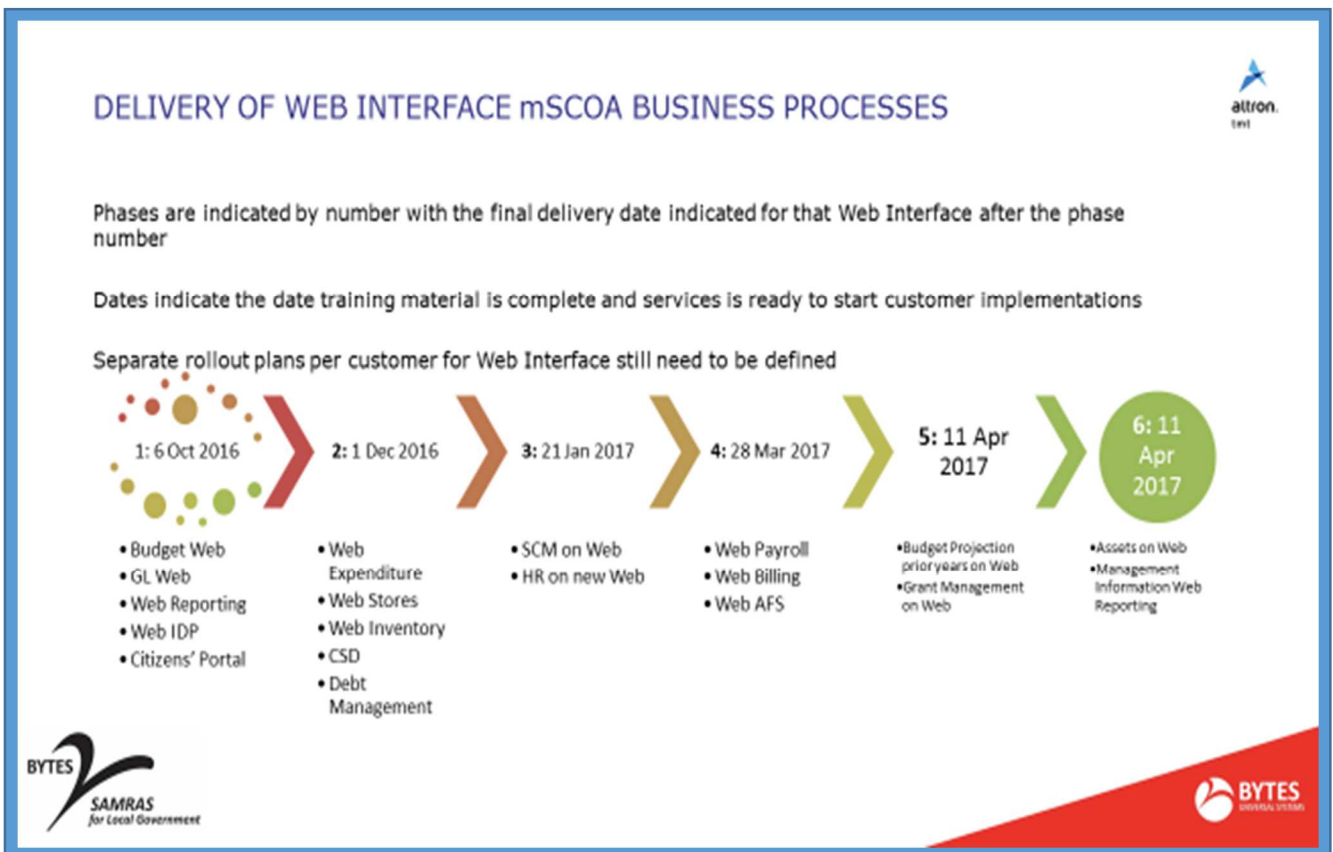 DELIVERY OF WEB INTERFACE mSCOA BUSINESS PROCESSES
altron.
tmt
Phases are indicated by number with the final delivery date indicated for that Web Interface after the phase
number
Dates indicate the date training material is complete and services is ready to start customer implementations
Separate rollout plans per customer for Web Interface still need to be defined
1: 6 Oct 2016
• Budget Web
• GL Web
• Web Reporting
• Web IDP
• Citizens' Portal
2: 1 Dec 2016
• Web
Expenditure
• Web Stores
• Web Inventory
• CSD
• Debt
Management
3: 21 Jan 2017
• SCM on Web
• HR on new Web
4: 28 Mar 2017
• Web Payroll
• Web Billing
• Web AFS
5: 11 Apr
2017
•Budget Projection
prior years on Web
•Grant Management
on Web
6: 11
Apr
2017
•Assets on Web
•Management
Information Web
Reporting
BYTES
SAMRAS
for Local Government
BYTES
UNIVERSAL SYSTEMS